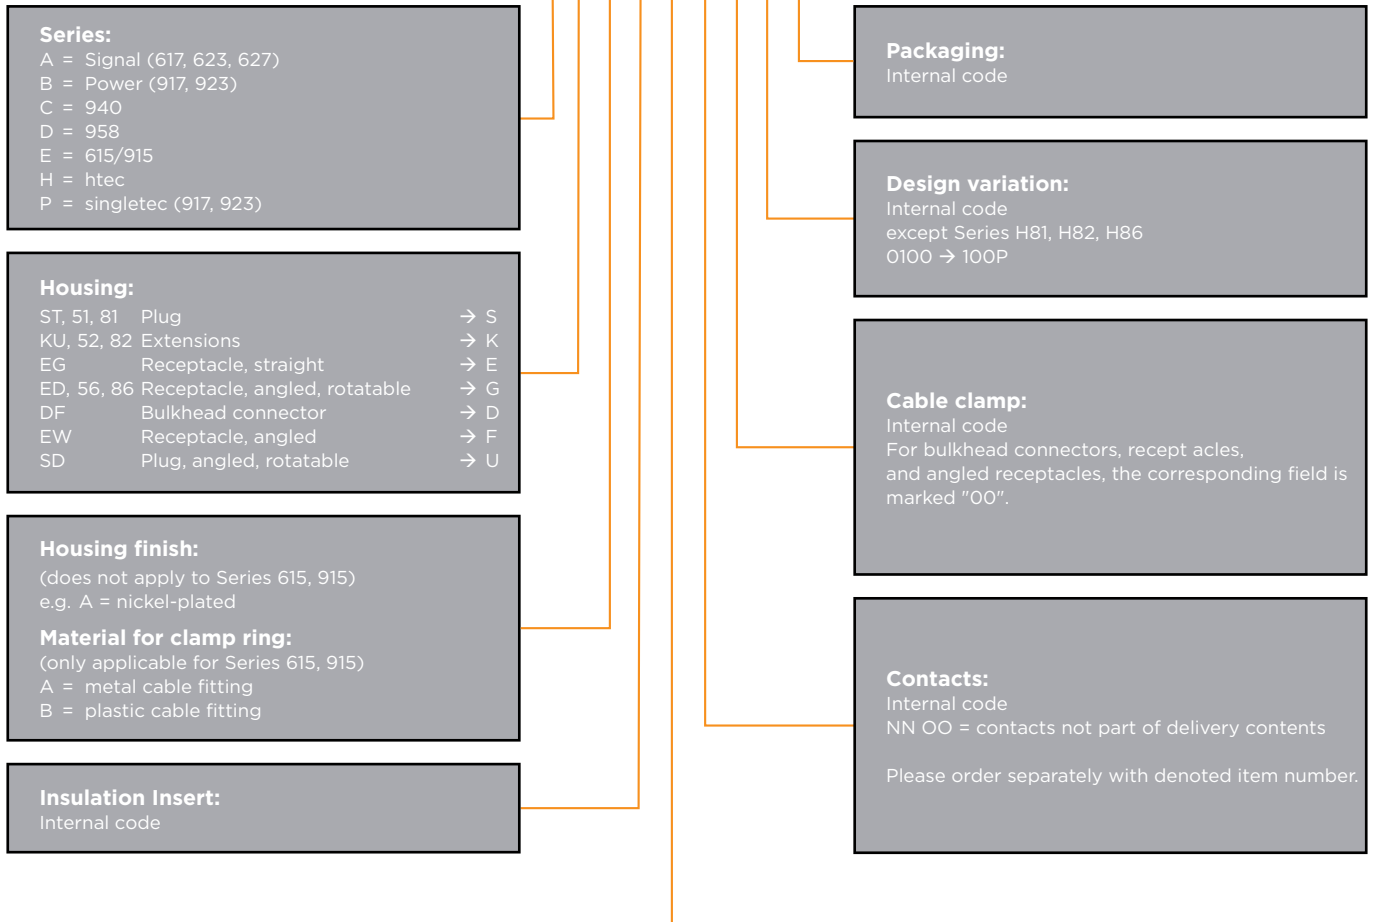 Series:
A = Signal (617, 623, 627)
B = Power (917, 923)
C = 940
D = 958
E = 615/915
H = htec
P = singletec (917, 923)
Housing:
ST, 51, 81 Plug → S
KU, 52, 82 Extensions → K
EG Receptacle, straight → E
ED, 56, 86 Receptacle, angled, rotatable → G
DF Bulkhead connector → D
EW Receptacle, angled → F
SD Plug, angled, rotatable → U
Housing finish:
(does not apply to Series 615, 915)
e.g. A = nickel-plated
Material for clamp ring:
(only applicable for Series 615, 915)
A = metal cable fitting
B = plastic cable fitting
Insulation Insert:
Internal code
Packaging:
Internal code
Design variation:
Internal code
except Series H81, H82, H86
0100 → 100P
Cable clamp:
Internal code
For bulkhead connectors, recept acles,
and angled receptacles, the corresponding field is
marked "00".
Contacts:
Internal code
NN OO = contacts not part of delivery contents
Please order separately with denoted item number.